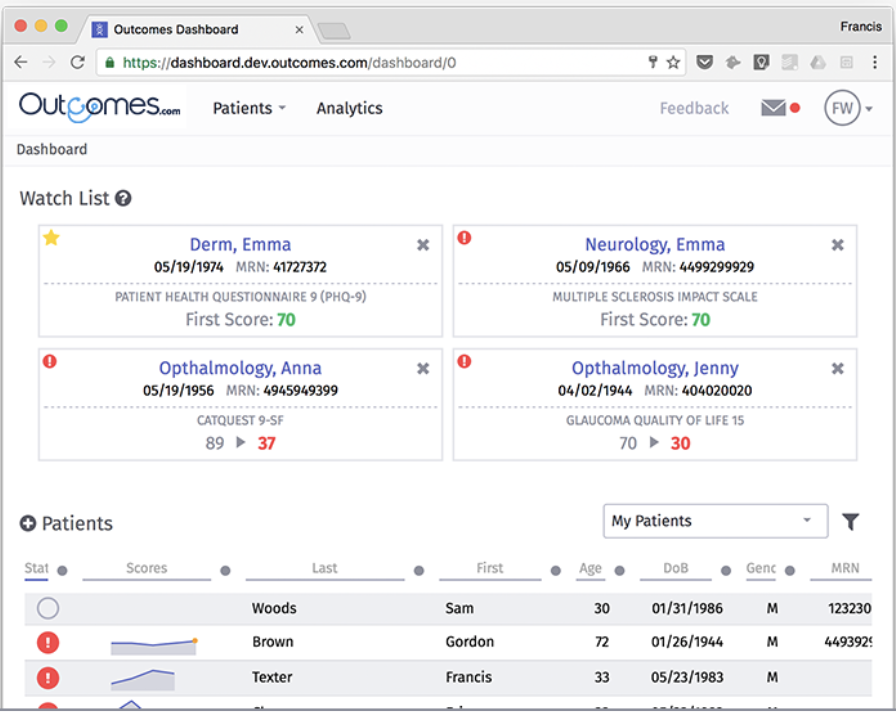 Outcomes Dashboard
Francis
https://dashboard.dev.outcomes.com/dashboard/0
Outcomes.com
Patients
Analytics
Feedback
FW
Dashboard
Watch List
Derm, Emma
05/19/1974 MRN: 41727372
PATIENT HEALTH QUESTIONNAIRE 9 (PHQ-9)
First Score: 70
Neurology, Emma
05/09/1966 MRN: 4499299929
MULTIPLE SCLEROSIS IMPACT SCALE
First Score: 70
Opthalmology, Anna
05/19/1956 MRN: 4945949399
CATQUEST 9-SF
89 ▶ 37
Opthalmology, Jenny
04/02/1944 MRN: 404020020
GLAUCOMA QUALITY OF LIFE 15
70 ▶ 30
Patients
My Patients
Stat Scores Last First Age DoB Genc MRN
Woods Sam 30 01/31/1986 M 123230
Brown Gordon 72 01/26/1944 M 4493929
Texter Francis 33 05/23/1983 M